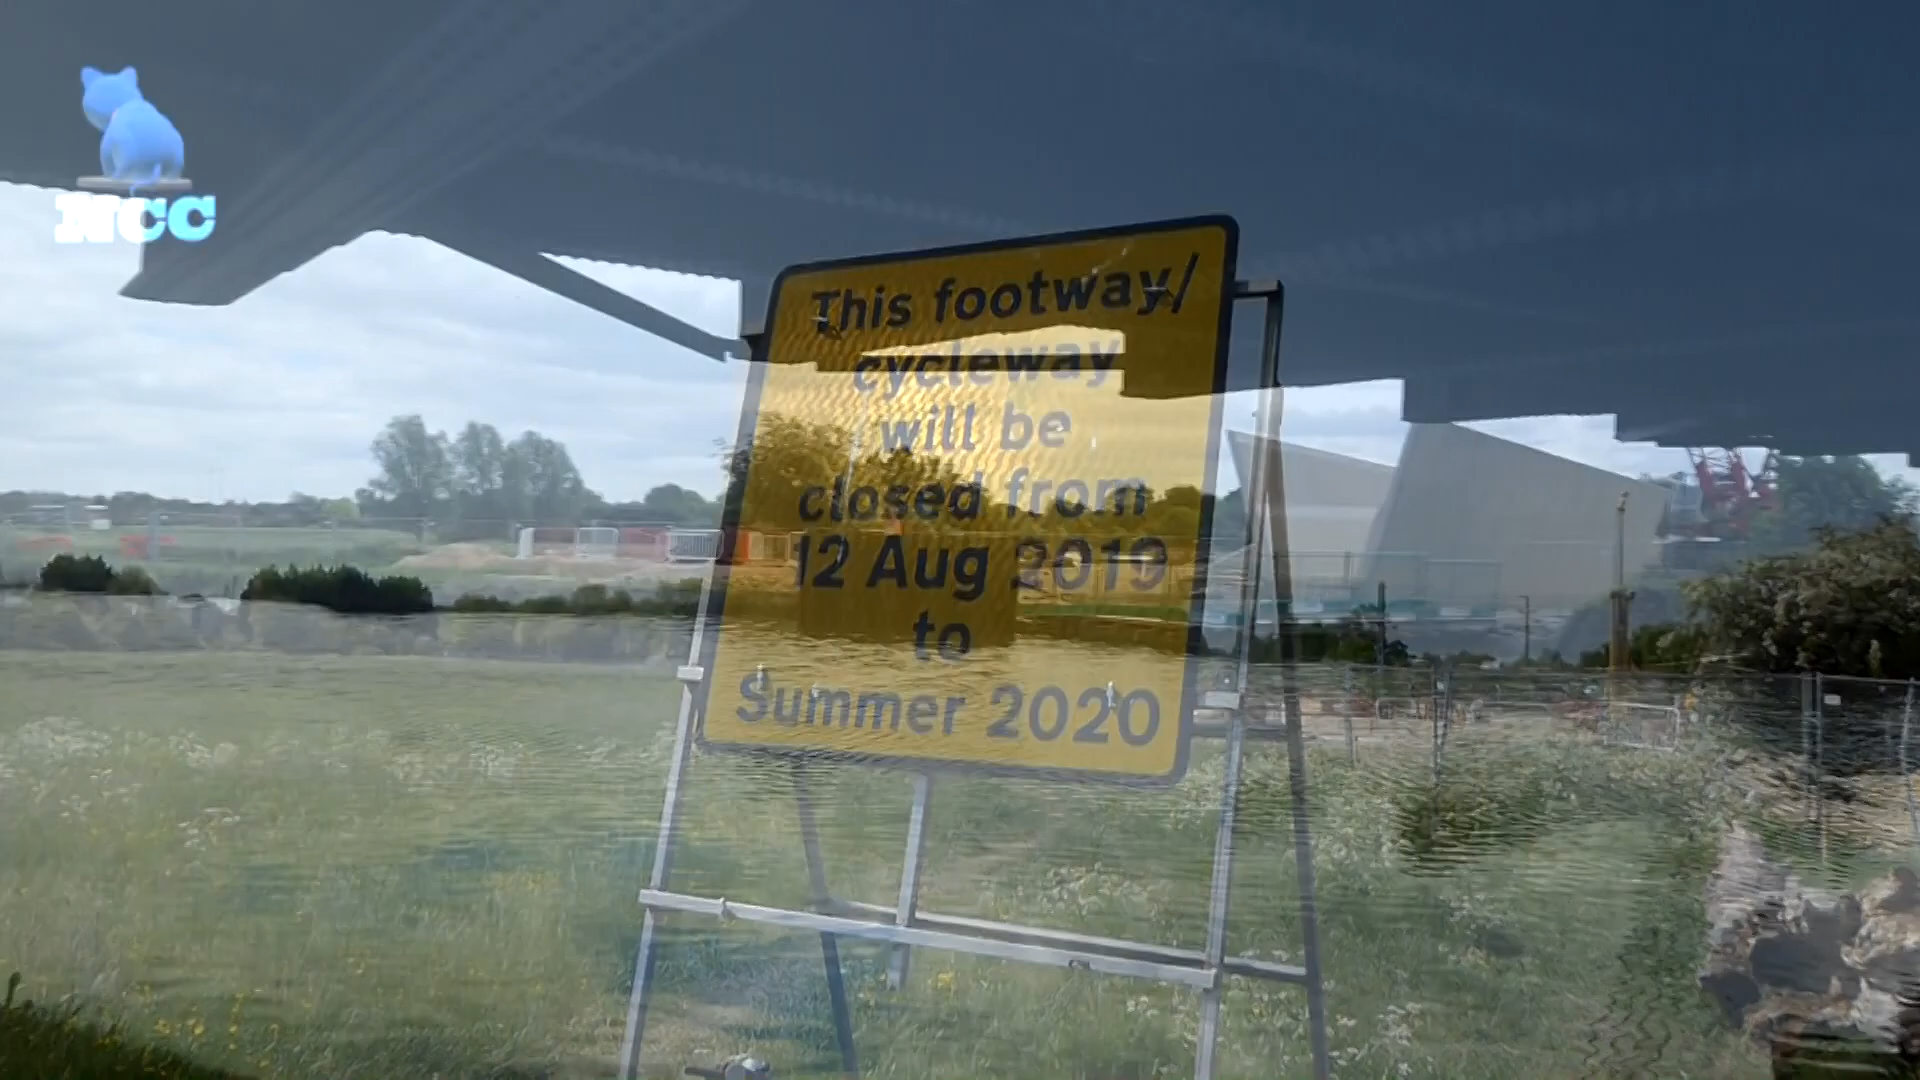 NCC
This footway/
cycleway
will be
closed from
12 Aug 2019
to
Summer 2020